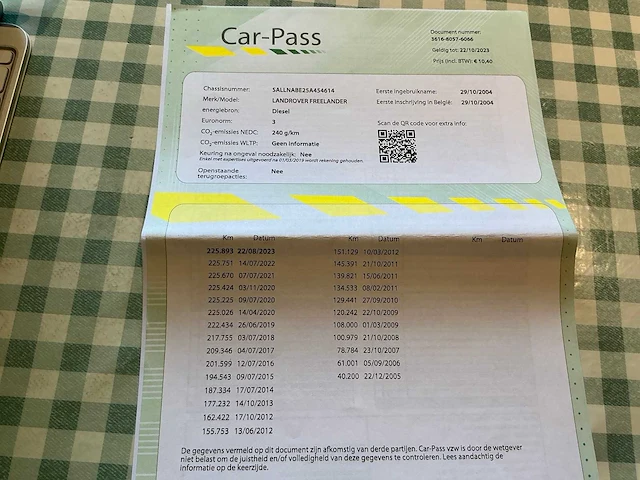 Car-Pass
Document nummer:
3616-8057-6066
Geldig tot: 22/10/2023
Prijs (incl. BTW): € 10,40
Chassisnummer: SALLNABE25A454614
Merk/Model: LANDROVER FREELANDER
energiebron: Diesel
Euronorm: 3
CO2-emissies NEDC: 240 g/km
CO2-emissies WLTP: Geen informatie
Keuring na ongeval noodzakelijk: Nee
Enkel met expertises uitgevoerd na 01/03/2019 wordt rekening gehouden.
Openstaande terugroepacties: Nee
Eerste ingebruikname: 29/10/2004
Eerste inschrijving in België: 29/10/2004
Scan de QR code voor extra info:
Km Datum
225.893 22/08/2023
225.751 14/07/2022
225.670 07/07/2021
225.424 03/11/2020
225.225 09/07/2020
225.026 14/04/2020
222.434 26/06/2019
217.755 03/07/2018
209.346 04/07/2017
201.599 12/07/2016
194.543 09/07/2015
187.334 17/07/2014
177.232 14/10/2013
162.422 17/10/2012
155.753 13/06/2012
Km Datum
151.129 10/03/2012
145.391 21/10/2011
139.821 15/06/2011
134.533 08/02/2011
129.441 27/09/2010
120.242 22/10/2009
108.000 01/03/2009
100.979 21/10/2008
78.784 23/10/2007
61.001 05/09/2006
40.200 22/12/2005
Km Datum
De gegevens vermeld op dit document zijn afkomstig van derde partijen. Car-Pass vzw is door de wetgever
niet belast om de juistheid en/of volledigheid van deze gegevens te controleren. Lees aandachtig de
informatie op de keerzijde.